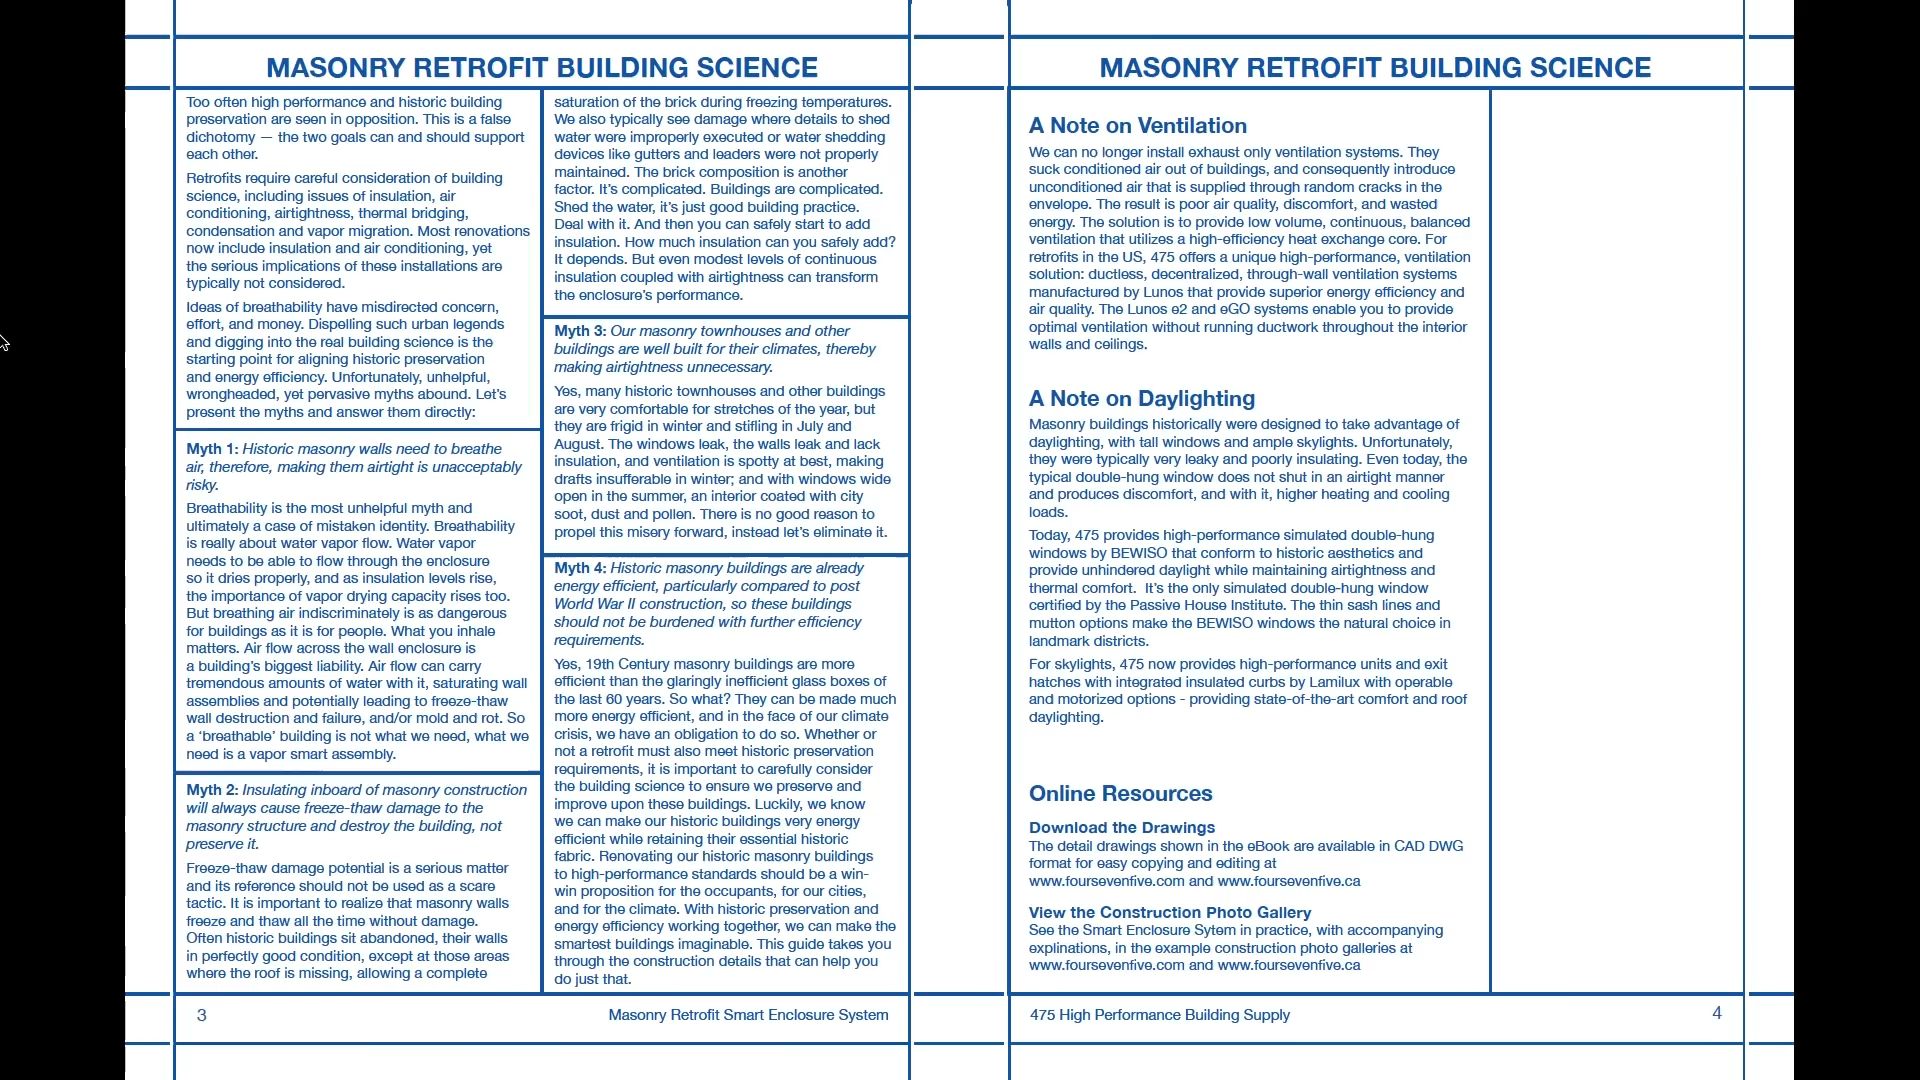 MASONRY RETROFIT BUILDING SCIENCE
Too often high performance and historic building
preservation are seen in opposition. This is a false
dichotomy — the two goals can and should support
each other.
Retrofits require careful consideration of building
science, including issues of insulation, air
conditioning, airtightness, thermal bridging,
condensation and vapor migration. Most renovations
now include insulation and air conditioning, yet
the serious implications of these installations are
typically not considered.
Ideas of breathability have misdirected concern,
effort, and money. Dispelling such urban legends
and digging into the real building science is the
starting point for aligning historic preservation
and energy efficiency. Unfortunately, unhelpful,
wrongheaded, yet pervasive myths abound. Let's
present the myths and answer them directly:
Myth 1: Historic masonry walls need to breathe
air, therefore, making them airtight is unacceptably
risky.
Breathability is the most unhelpful myth and
ultimately a case of mistaken identity. Breathability
is really about water vapor flow. Water vapor
needs to be able to flow through the enclosure
so it dries properly, and as insulation levels rise,
the importance of vapor drying capacity rises too.
But breathing air indiscriminately is as dangerous
for buildings as it is for people. What you inhale
matters. Air flow across the wall enclosure is
a building's biggest liability. Air flow can carry
tremendous amounts of water with it, saturating wall
assemblies and potentially leading to freeze-thaw
wall destruction and failure, and/or mold and rot. So
a 'breathable' building is not what we need, what we
need is a vapor smart assembly.
Myth 2: Insulating inboard of masonry construction
will always cause freeze-thaw damage to the
masonry structure and destroy the building, not
preserve it.
Freeze-thaw damage potential is a serious matter
and its reference should not be used as a scare
tactic. It is important to realize that masonry walls
freeze and thaw all the time without damage.
Often historic buildings sit abandoned, their walls
in perfectly good condition, except at those areas
where the roof is missing, allowing a complete
saturation of the brick during freezing temperatures.
We also typically see damage where details to shed
water were improperly executed or water shedding
devices like gutters and leaders were not properly
maintained. The brick composition is another
factor. It's complicated. Buildings are complicated.
Shed the water, it's just good building practice.
Deal with it. And then you can safely start to add
insulation. How much insulation can you safely add?
It depends. But even modest levels of continuous
insulation coupled with airtightness can transform
the enclosure's performance.
Myth 3: Our masonry townhouses and other
buildings are well built for their climates, thereby
making airtightness unnecessary.
Yes, many historic townhouses and other buildings
are very comfortable for stretches of the year, but
they are frigid in winter and stifling in July and
August. The windows leak, the walls leak and lack
insulation, and ventilation is spotty at best, making
drafts insufferable in winter; and with windows wide
open in the summer, an interior coated with city
soot, dust and pollen. There is no good reason to
propel this misery forward, instead let's eliminate it.
Myth 4: Historic masonry buildings are already
energy efficient, particularly compared to post
World War II construction, so these buildings
should not be burdened with further efficiency
requirements.
Yes, 19th Century masonry buildings are more
efficient than the glaringly inefficient glass boxes of
the last 60 years. So what? They can be made much
more energy efficient, and in the face of our climate
crisis, we have an obligation to do so. Whether or
not a retrofit must also meet historic preservation
requirements, it is important to carefully consider
the building science to ensure we preserve and
improve upon these buildings. Luckily, we know
we can make our historic buildings very energy
efficient while retaining their essential historic
fabric. Renovating our historic masonry buildings
to high-performance standards should be a win-
win proposition for the occupants, for our cities,
and for the climate. With historic preservation and
energy efficiency working together, we can make the
smartest buildings imaginable. This guide takes you
through the construction details that can help you
do just that.
3
Masonry Retrofit Smart Enclosure System
MASONRY RETROFIT BUILDING SCIENCE
A Note on Ventilation
We can no longer install exhaust only ventilation systems. They
suck conditioned air out of buildings, and consequently introduce
unconditioned air that is supplied through random cracks in the
envelope. The result is poor air quality, discomfort, and wasted
energy. The solution is to provide low volume, continuous, balanced
ventilation that utilizes a high-efficiency heat exchange core. For
retrofits in the US, 475 offers a unique high-performance, ventilation
solution: ductless, decentralized, through-wall ventilation systems
manufactured by Lunos that provide superior energy efficiency and
air quality. The Lunos e2 and eGO systems enable you to provide
optimal ventilation without running ductwork throughout the interior
walls and ceilings.
A Note on Daylighting
Masonry buildings historically were designed to take advantage of
daylighting, with tall windows and ample skylights. Unfortunately,
they were typically very leaky and poorly insulating. Even today, the
typical double-hung window does not shut in an airtight manner
and produces discomfort, and with it, higher heating and cooling
loads.
Today, 475 provides high-performance simulated double-hung
windows by BEWISO that conform to historic aesthetics and
provide unhindered daylight while maintaining airtightness and
thermal comfort. It's the only simulated double-hung window
certified by the Passive House Institute. The thin sash lines and
mutton options make the BEWISO windows the natural choice in
landmark districts.
For skylights, 475 now provides high-performance units and exit
hatches with integrated insulated curbs by Lamilux with operable
and motorized options - providing state-of-the-art comfort and roof
daylighting.
Online Resources
Download the Drawings
The detail drawings shown in the eBook are available in CAD DWG
format for easy copying and editing at
www.foursevenfive.com and www.foursevenfive.ca
View the Construction Photo Gallery
See the Smart Enclosure Sytem in practice, with accompanying
explinations, in the example construction photo galleries at
www.foursevenfive.com and www.foursevenfive.ca
475 High Performance Building Supply
4